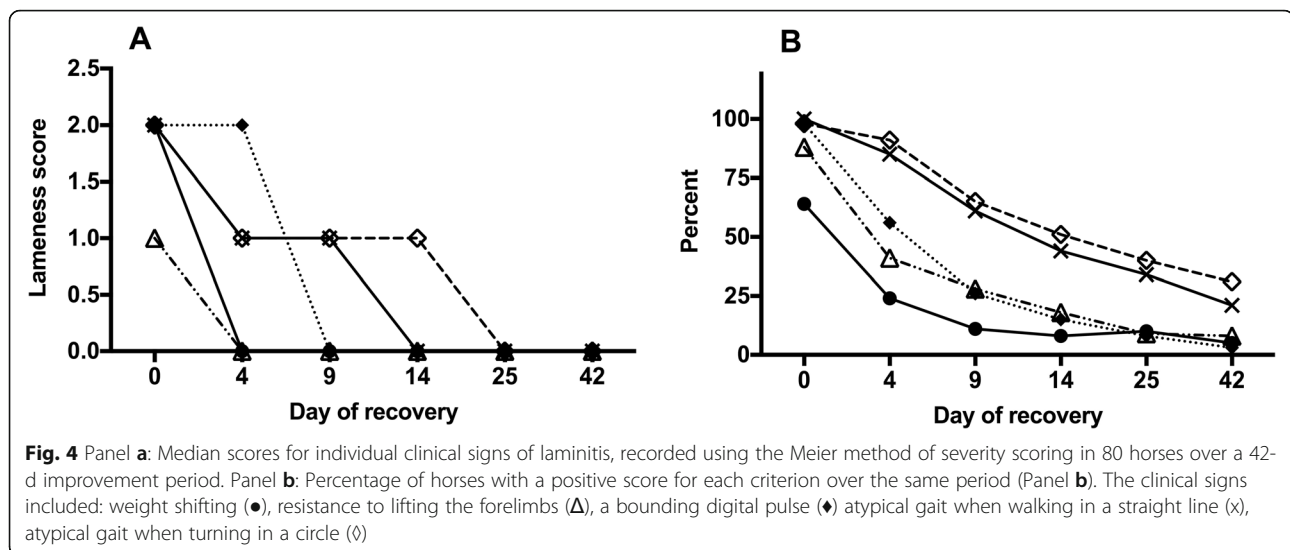 A
2.5
2.0
1.5
1.0
0.5
0.0
Lameness score
0 4 9 14 25 42
Day of recovery
B
100
75
50
25
0
Percent
0 4 9 14 25 42
Day of recovery
Fig. 4 Panel a: Median scores for individual clinical signs of laminitis, recorded using the Meier method of severity scoring in 80 horses over a 42-
d improvement period. Panel b: Percentage of horses with a positive score for each criterion over the same period (Panel b). The clinical signs
included: weight shifting (●), resistance to lifting the forelimbs (Δ), a bounding digital pulse (♦) atypical gait when walking in a straight line (x),
atypical gait when turning in a circle (◊)